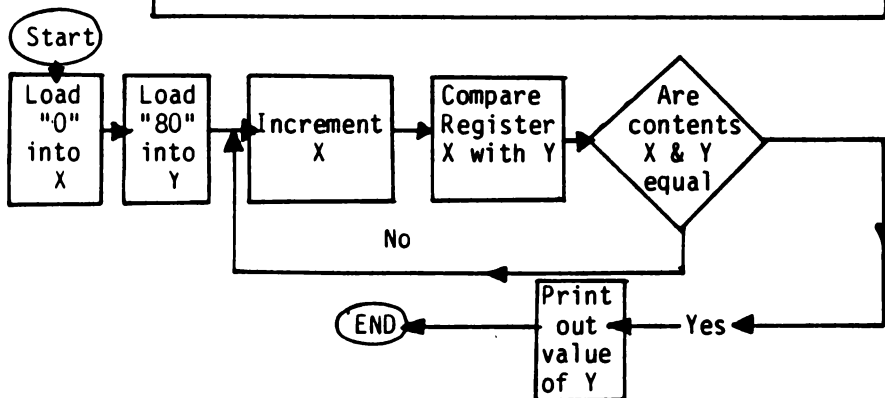 Start
Load
"0"
into
X
Load
"80"
into
Y
Increment
X
Compare
Register
X with Y
Are
contents
X & Y
equal
No
Yes
Print
out
value
of Y
END